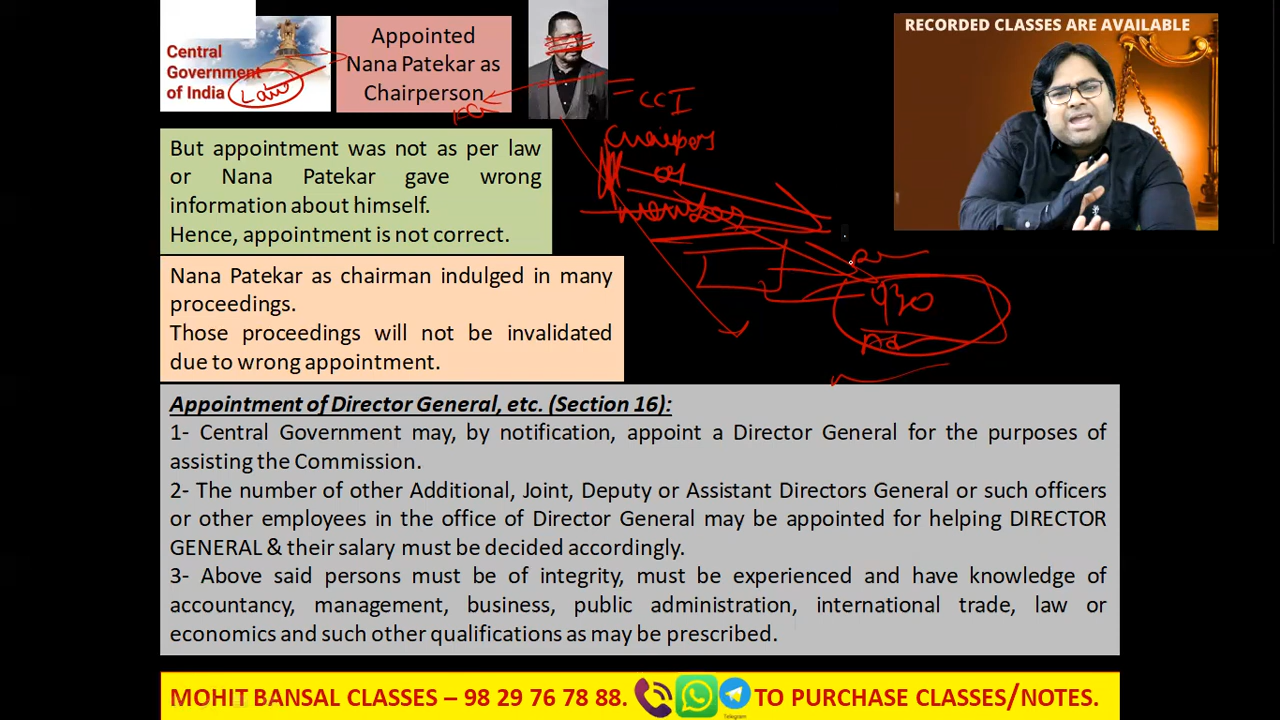 RECORDED CLASSES ARE AVAILABLE
Central
Government
of India
Appointed
Nana Patekar as
Chairperson
CCI
But appointment was not as per law
or Nana Patekar gave wrong
information about himself.
Hence, appointment is not correct.
Nana Patekar as chairman indulged in many
proceedings.
Those proceedings will not be invalidated
due to wrong appointment.
Appointment of Director General, etc. (Section 16):
1- Central Government may, by notification, appoint a Director General for the purposes of
assisting the Commission.
2- The number of other Additional, Joint, Deputy or Assistant Directors General or such officers
or other employees in the office of Director General may be appointed for helping DIRECTOR
GENERAL & their salary must be decided accordingly.
3- Above said persons must be of integrity, must be experienced and have knowledge of
accountancy, management, business, public administration, international trade, law or
economics and such other qualifications as may be prescribed.
MOHIT BANSAL CLASSES – 98 29 76 78 88. TO PURCHASE CLASSES/NOTES.
Telegram